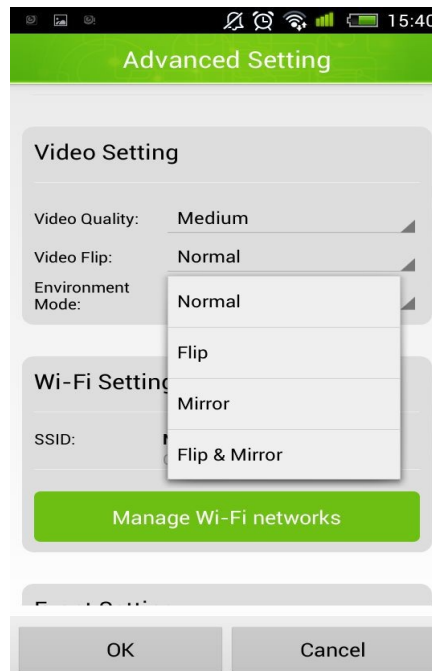 15:40
Advanced Setting
Video Setting
Video Quality: Medium
Video Flip: Normal
Environment
Mode:
Normal
Flip
Mirror
Flip & Mirror
Wi-Fi Setting
SSID:
Manage Wi-Fi networks
OK Cancel